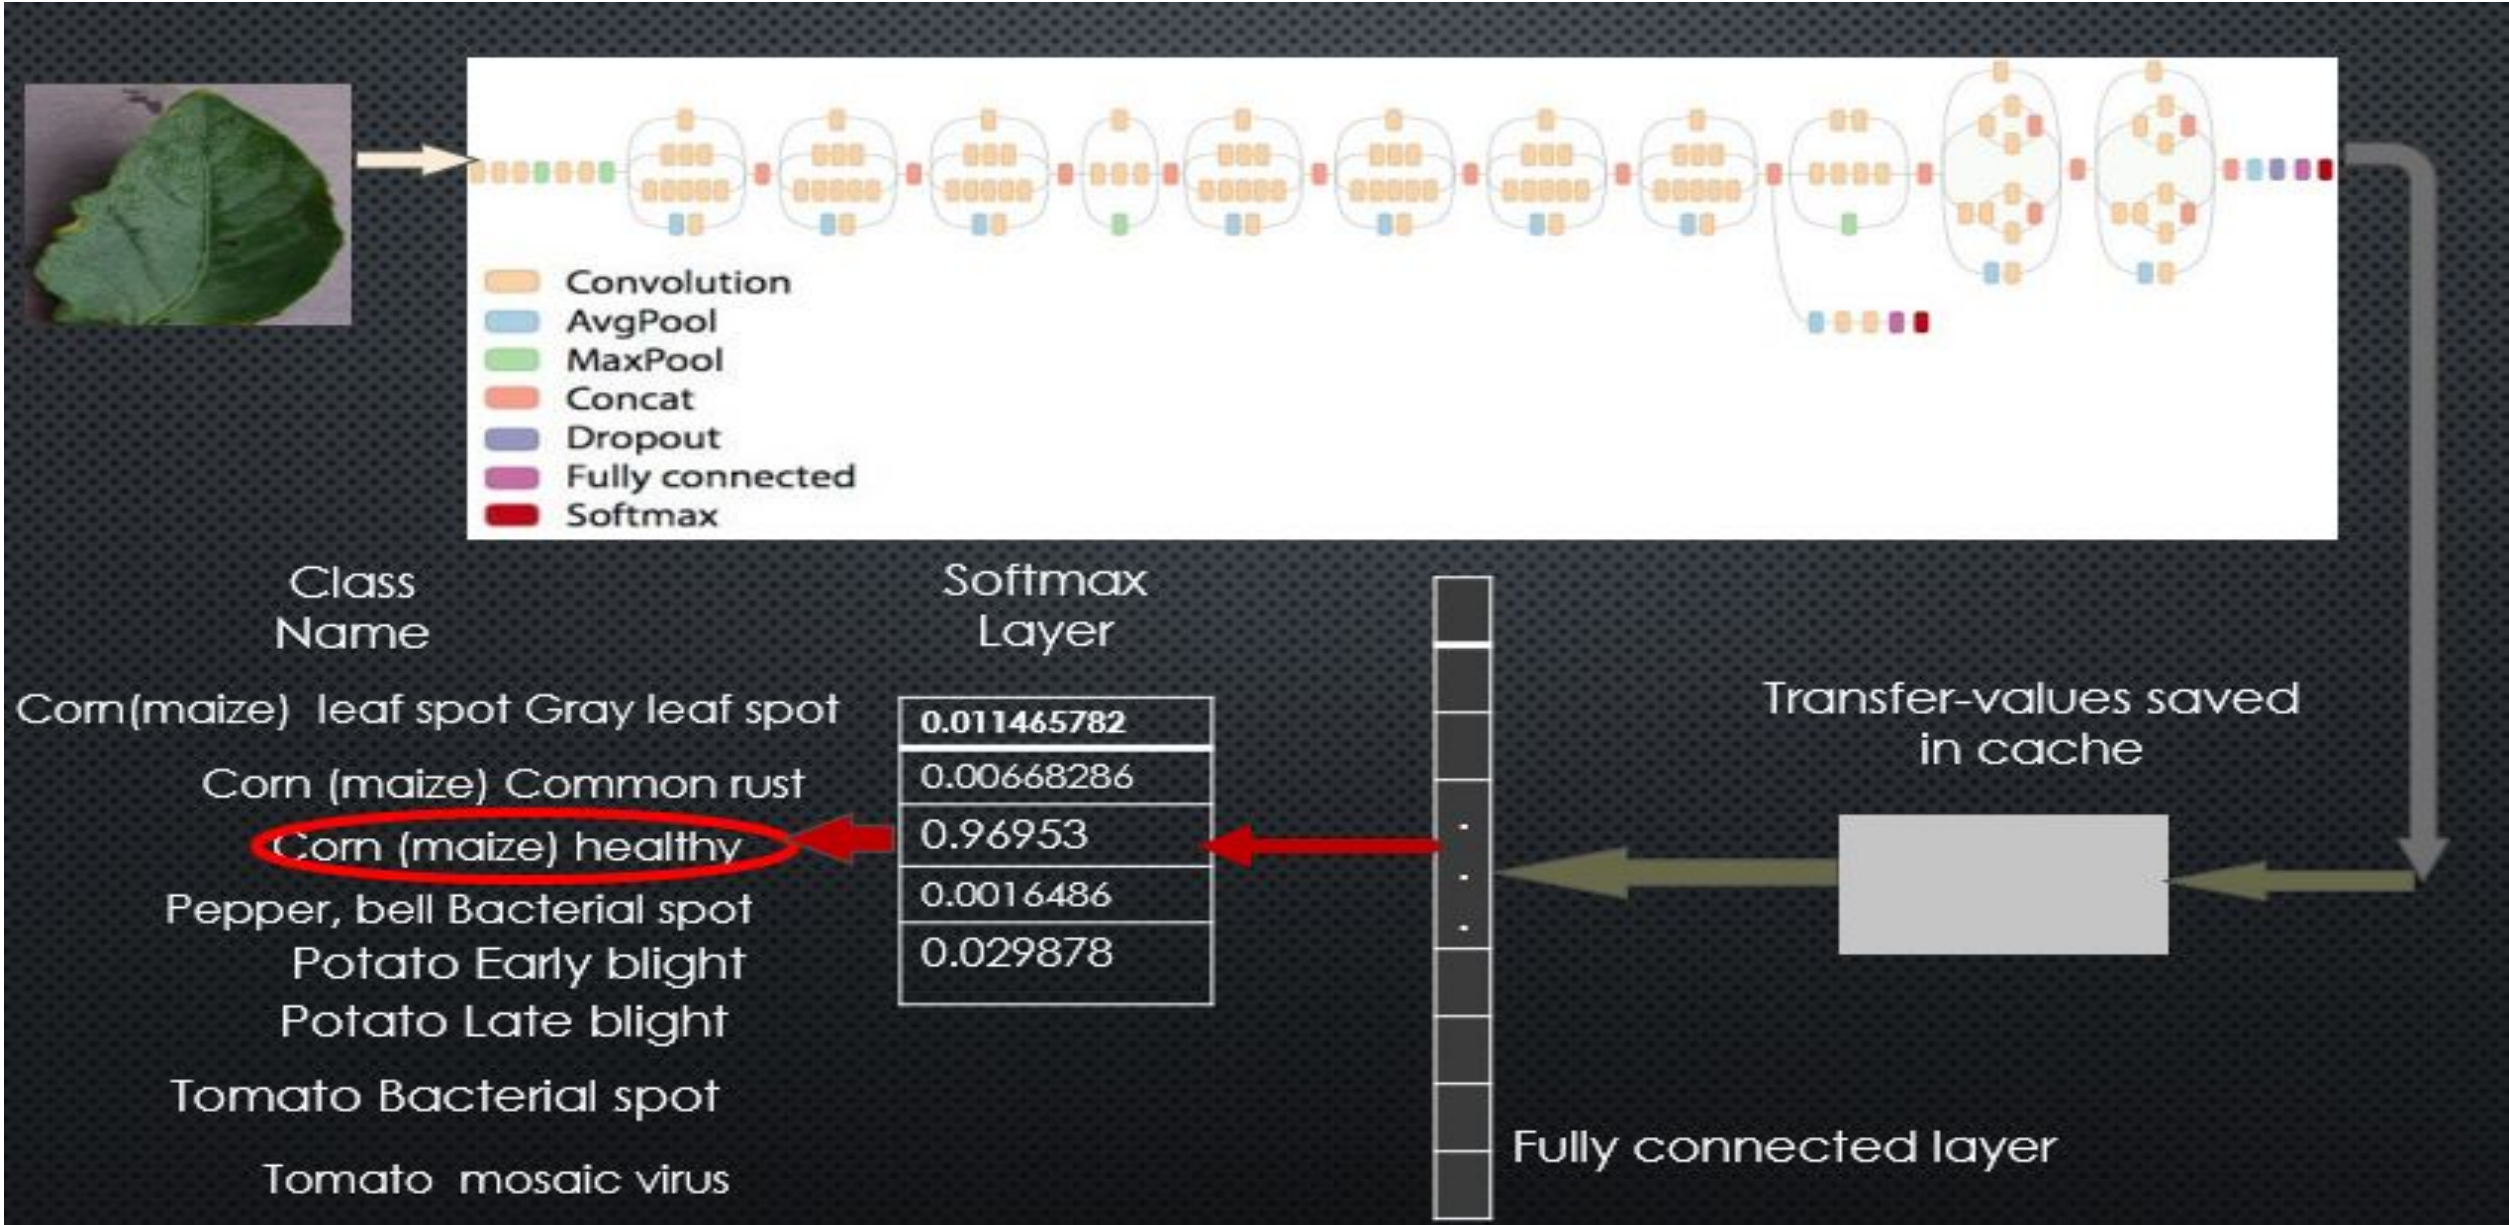 Convolution
AvgPool
MaxPool
Concat
Dropout
Fully connected
Softmax
Class
Name
Softmax
Layer
Corn(maize) leaf spot Gray leaf spot
Corn (maize) Common rust
Corn (maize) healthy
Pepper, bell Bacterial spot
Potato Early blight
Potato Late blight
Tomato Bacterial spot
Tomato mosaic virus
0.011465782
0.00668286
0.96953
0.0016486
0.029878
Transfer-values saved
in cache
Fully connected layer